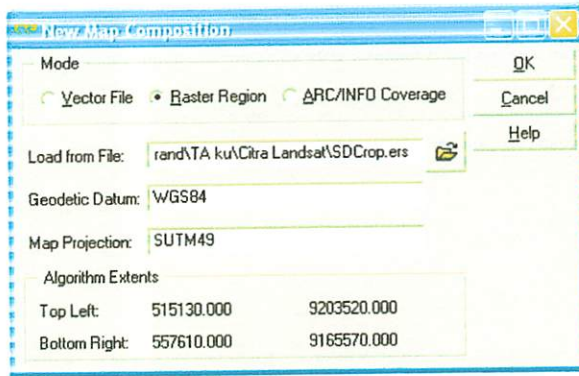 New Map Composition
Mode
Vector File Raster Region ARC/INFO Coverage
Load from File: rand\TA ku\Citra Landsat\SDCrop.ers
Geodetic Datum: WGS84
Map Projection: SUTM49
Algorithm Extents
Top Left: 515130.000 9203520.000
Bottom Right: 557610.000 9165570.000
OK
Cancel
Help